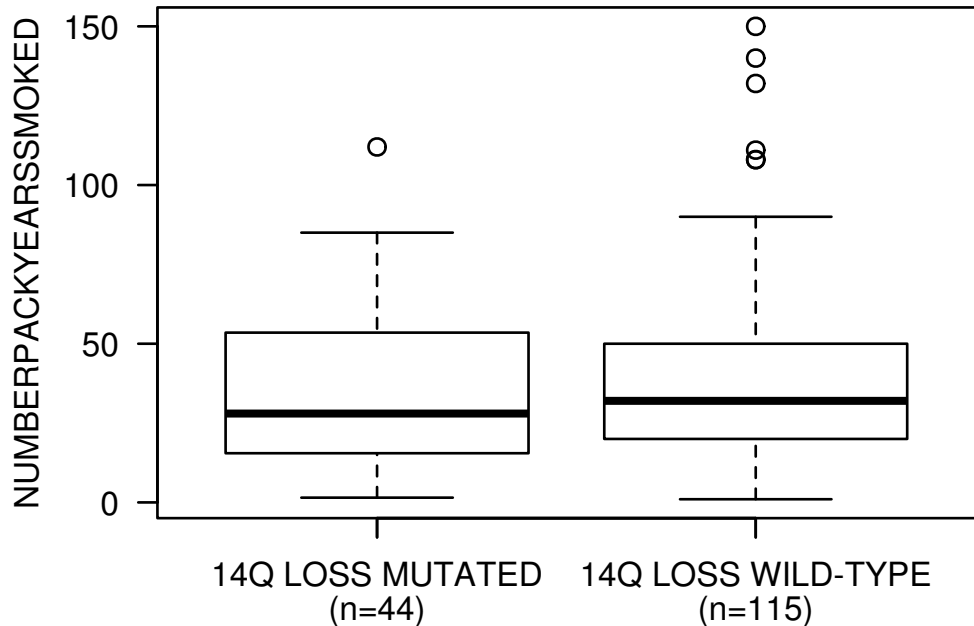 NUMBERPACKYEARSSMOKED
150
100
50
0
14Q LOSS MUTATED
(n=44)
14Q LOSS WILD-TYPE
(n=115)